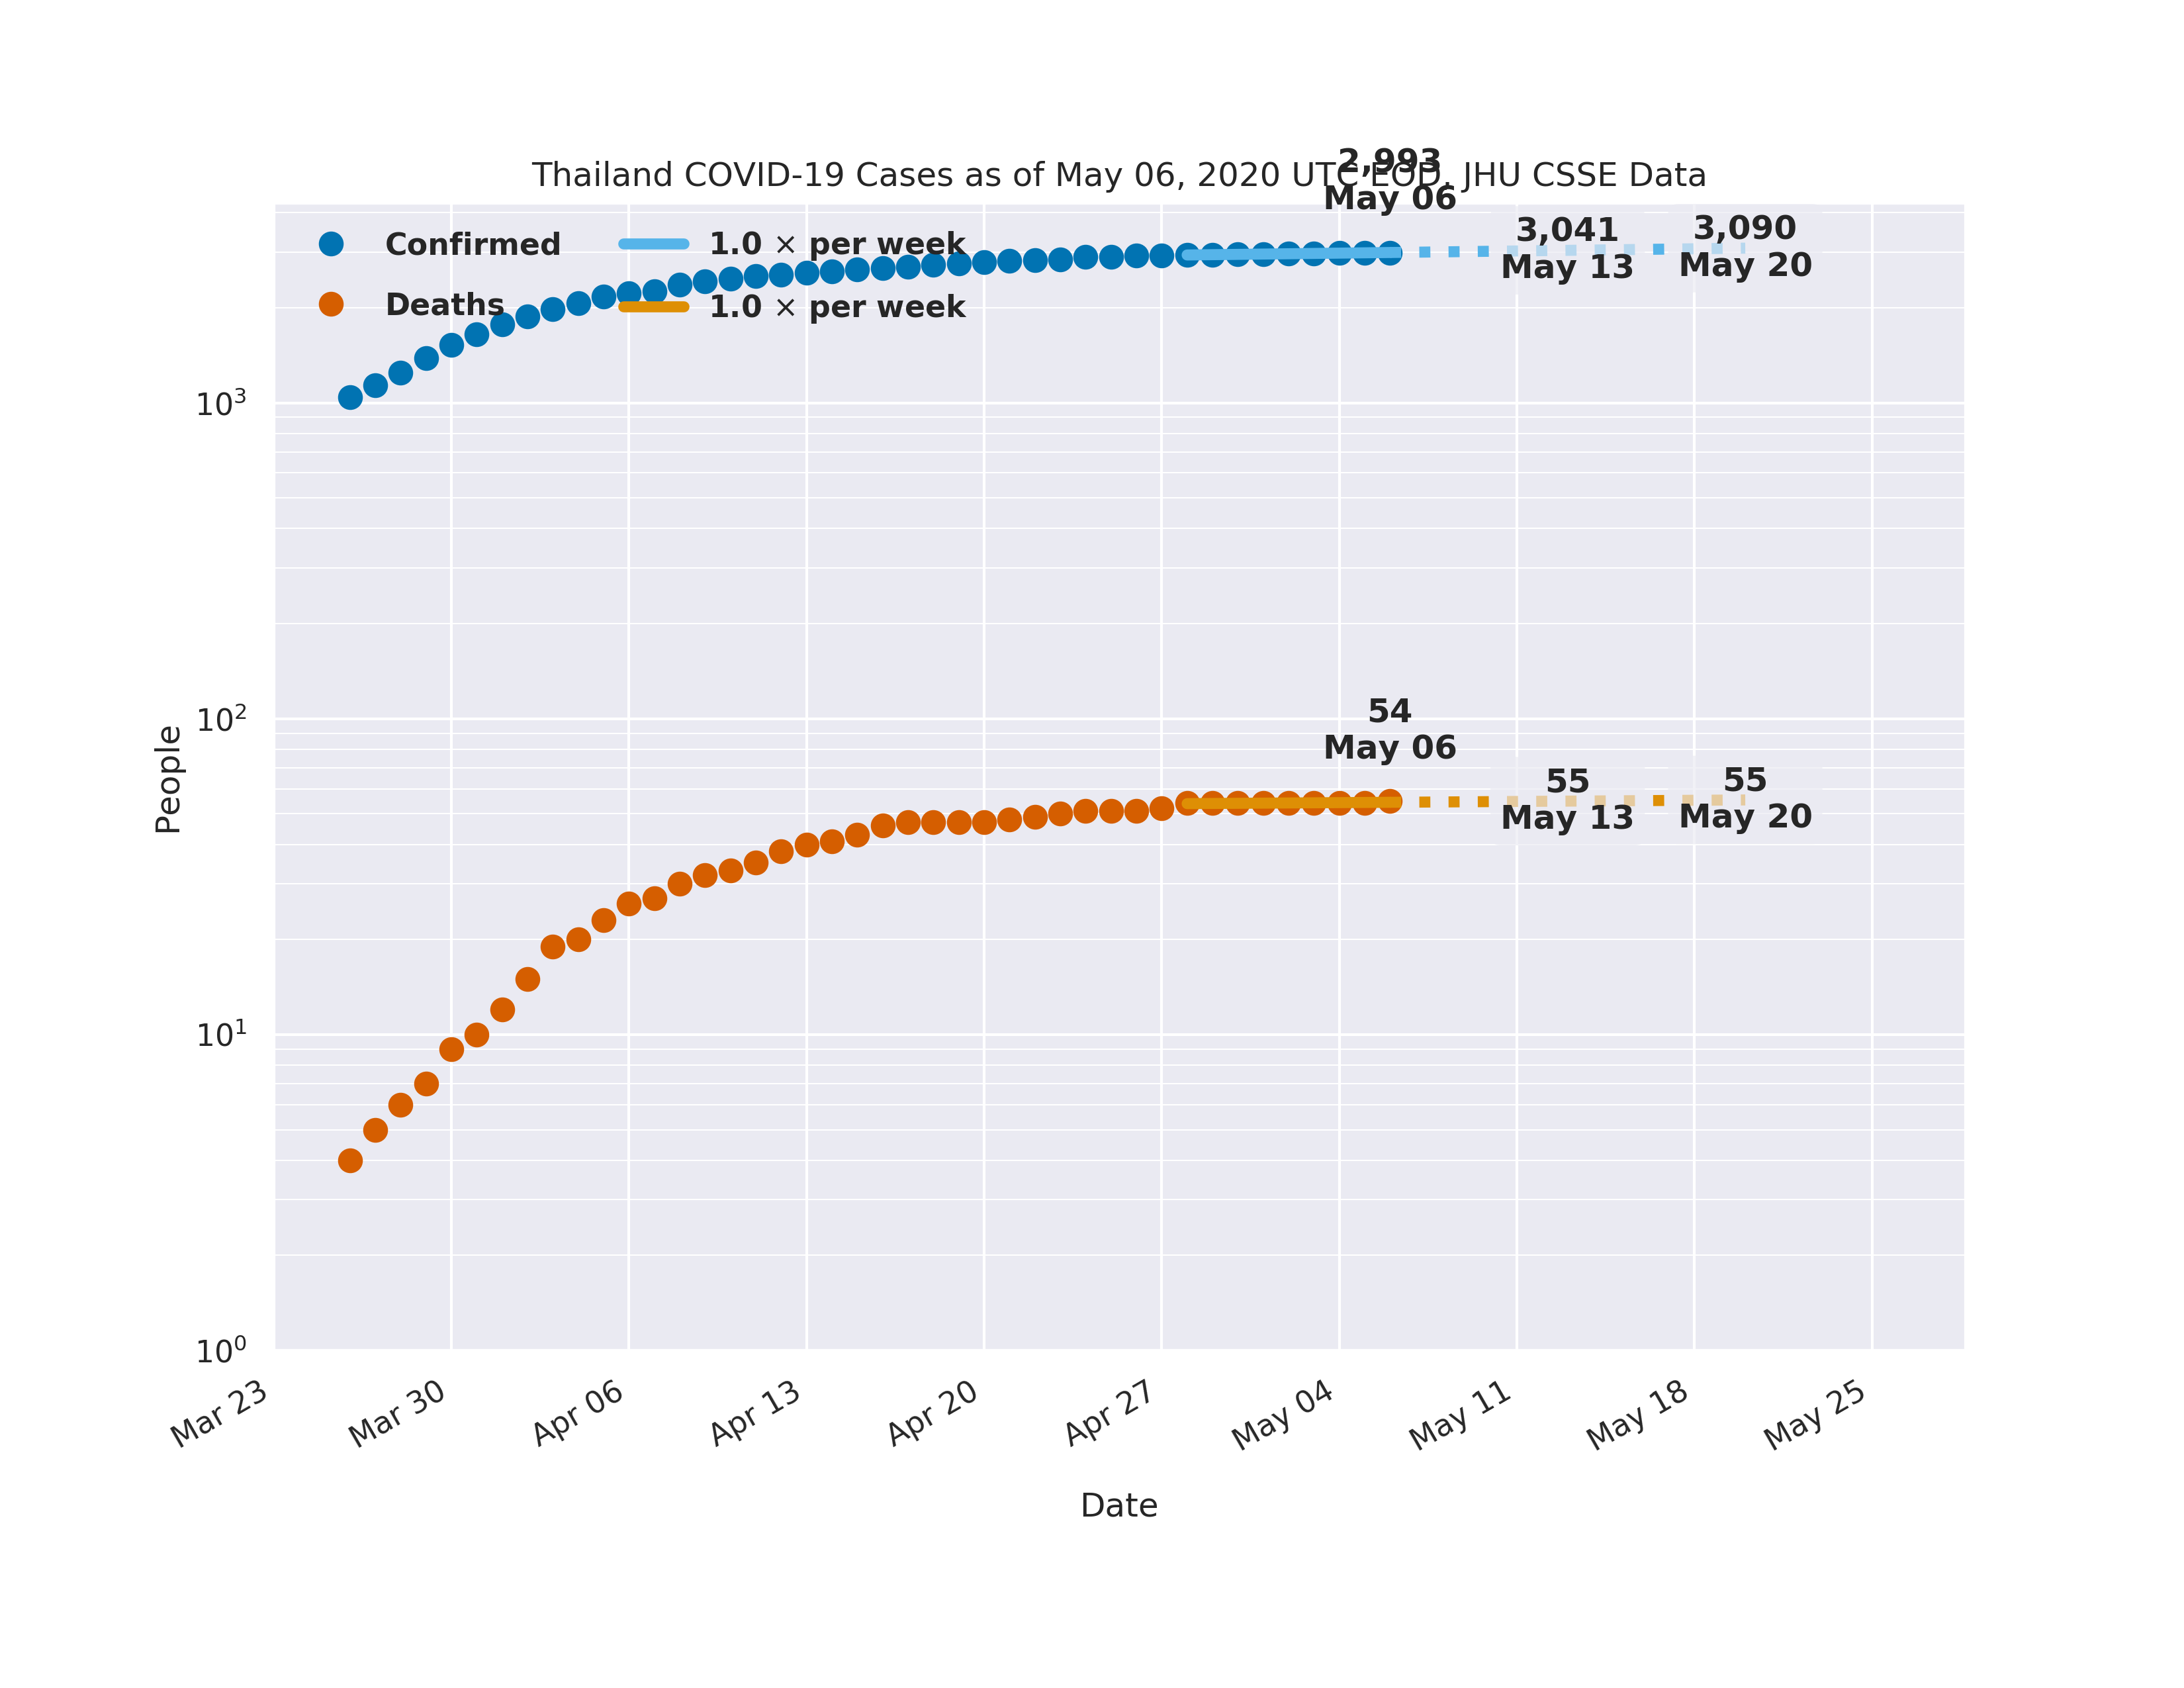 Thailand COVID-19 Cases as of May 06, 2020 UTC EOD, JHU CSSE Data
2,993
May 06
3,041
May 13
3,090
May 20
Confirmed
Deaths
1.0 × per week
1.0 × per week
10³
10²
10¹
10⁰
People
54
May 06
55
May 13
55
May 20
Mar 23
Mar 30
Apr 06
Apr 13
Apr 20
Apr 27
May 04
May 11
May 18
May 25
Date